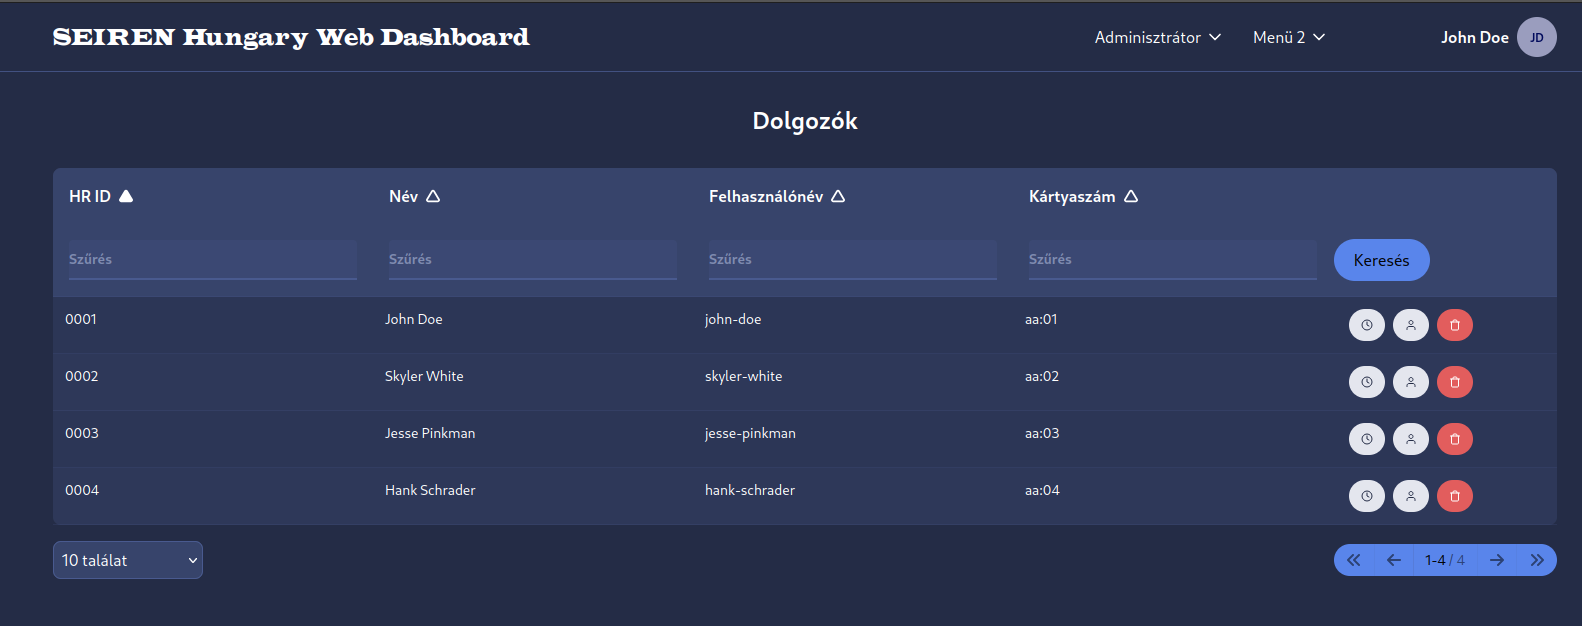 SEIREN Hungary Web Dashboard Adminisztrátor Menü 2 John Doe JD
Dolgozók
HR ID Név Felhasználónév Kártyaszám
Szűrés Szűrés Szűrés Szűrés Keresés
0001 John Doe john-doe aa:01
0002 Skyler White skyler-white aa:02
0003 Jesse Pinkman jesse-pinkman aa:03
0004 Hank Schrader hank-schrader aa:04
10 találat 1-4 / 4